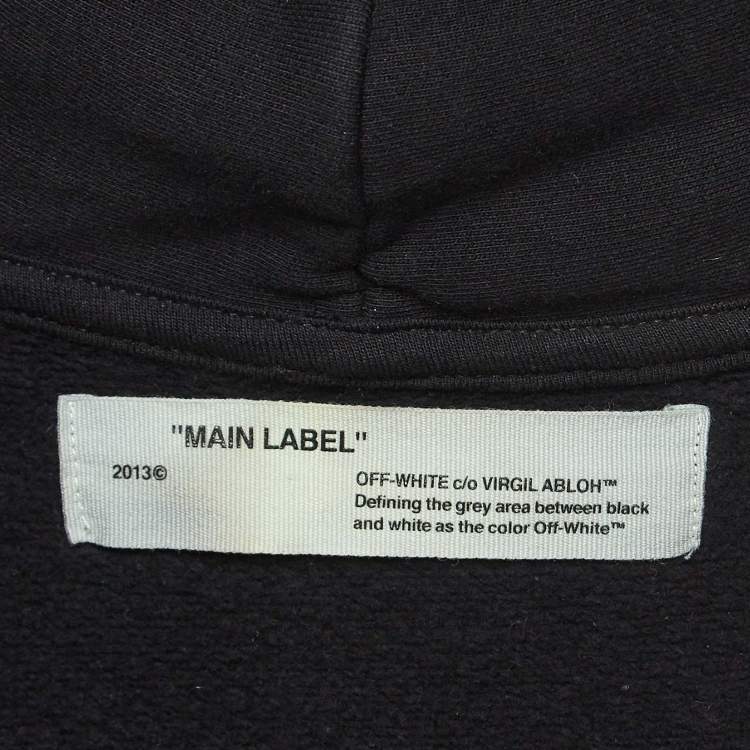 "MAIN LABEL"
2013©
OFF-WHITE c/o VIRGIL ABLOH™
Defining the grey area between black
and white as the color Off-White™